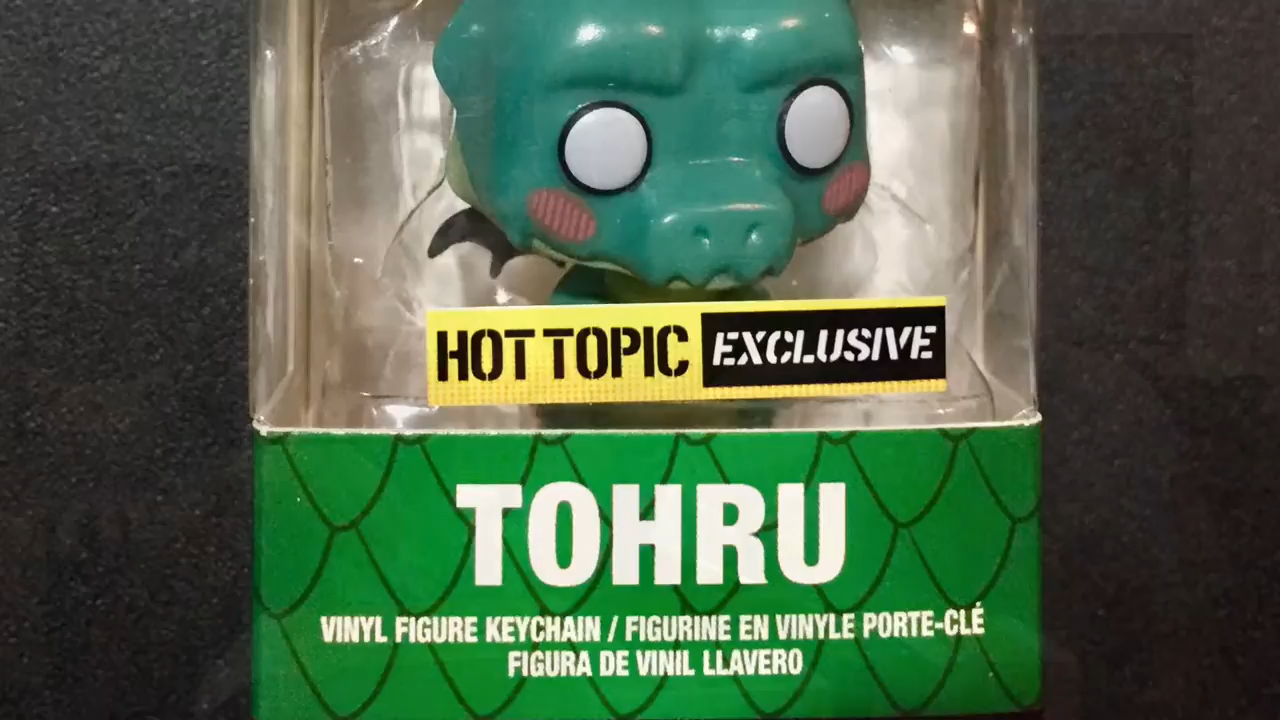 HOT TOPIC EXCLUSIVE
TOHRU
VINYL FIGURE KEYCHAIN / FIGURINE EN VINYLE PORTE-CLÉ
FIGURA DE VINIL LLAVERO